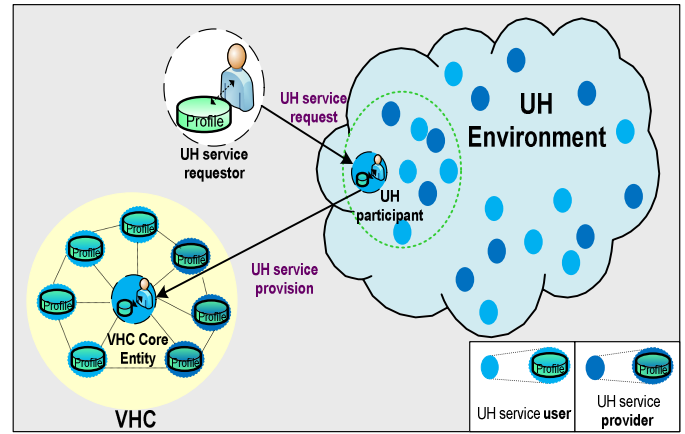 UH service
request
UH
Environment
Profile
UH service
requestor
UH
participant
UH service
provision
Profile
Profile
Profile
Profile
Profile
Profile
Profile
VHC Core
Entity
VHC
Profile
UH service user
Profile
UH service
provider